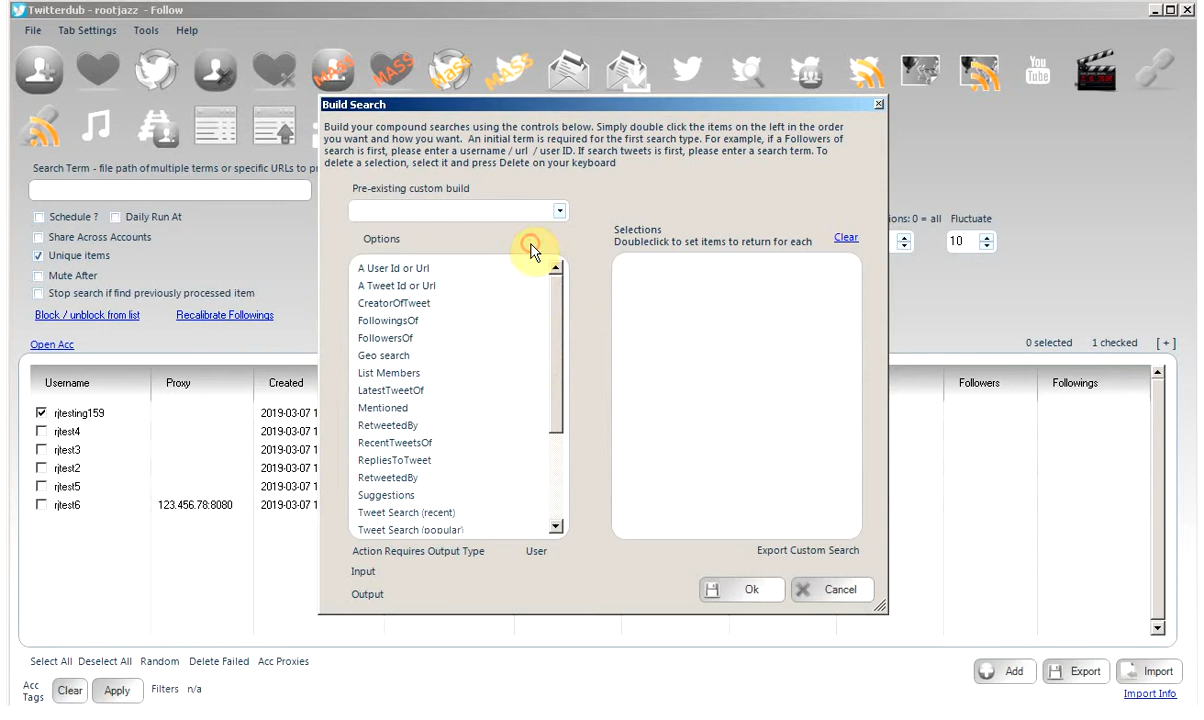 Twitterdub - rootjazz - Follow
File Tab Settings Tools Help
MASS MASS Mass MASS
You Tube
Build Search
Build your compound searches using the controls below. Simply double click the items on the left in the order
you want and how you want. An initial term is required for the first search type. For example, if a Followers of
search is first, please enter a username / url / user ID. If search tweets is first, please enter a search term. To
delete a selection, select it and press Delete on your keyboard
Search Term - file path of multiple terms or specific URLs to pr
Pre-existing custom build
Schedule ? Daily Run At
Share Across Accounts
Unique items
Mute After
Stop search if find previously processed item
Block / unblock from list Recalibrate Followings
ions: 0 = all Fluctuate
10
Options
Selections
Doubleclick to set items to return for each Clear
A User Id or Url
A Tweet Id or Url
CreatorOfTweet
FollowingsOf
FollowersOf
Geo search
List Members
LatestTweetOf
Mentioned
RetweetedBy
RecentTweetsOf
RepliesToTweet
RetweetedBy
Suggestions
Tweet Search (recent)
Tweet Search (popular)
Action Requires Output Type User
Export Custom Search
Input
Output
Ok Cancel
Open Acc
0 selected 1 checked [ + ]
Username Proxy Created Followers Followings
rjtesting159 2019-03-07 1
rjtest4 2019-03-07 1
rjtest3 2019-03-07 1
rjtest2 2019-03-07 1
rjtest5 2019-03-07 1
rjtest6 123.456.78:8080 2019-03-07 1
Select All Deselect All Random Delete Failed Acc Proxies
Acc
Tags
Clear Apply Filters n/a
Add Export Import
Import Info